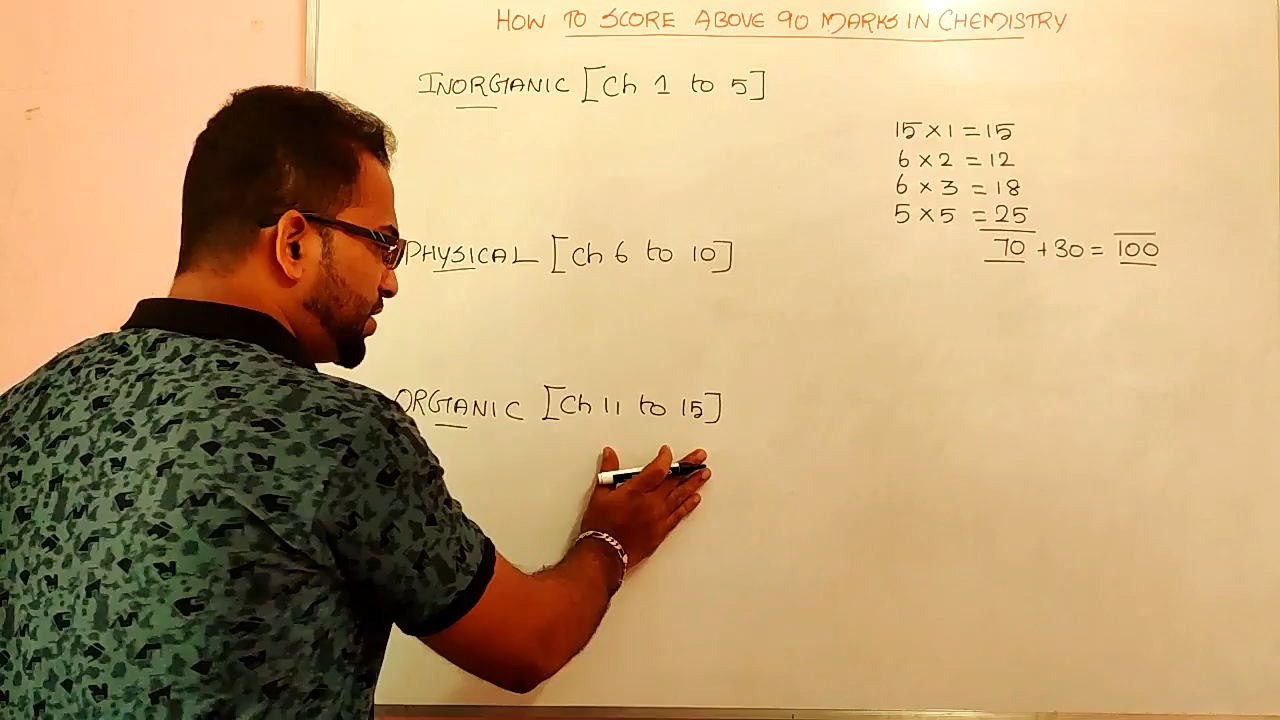 HOW TO SCORE ABOVE 90 MARKS IN CHEMISTRY
INORGANIC [Ch 1 to 5]
15 × 1 = 15
6 × 2 = 12
6 × 3 = 18
5 × 5 = 25
70 + 30 = 100
PHYSICAL [Ch 6 to 10]
ORGANIC [Ch 11 to 15]